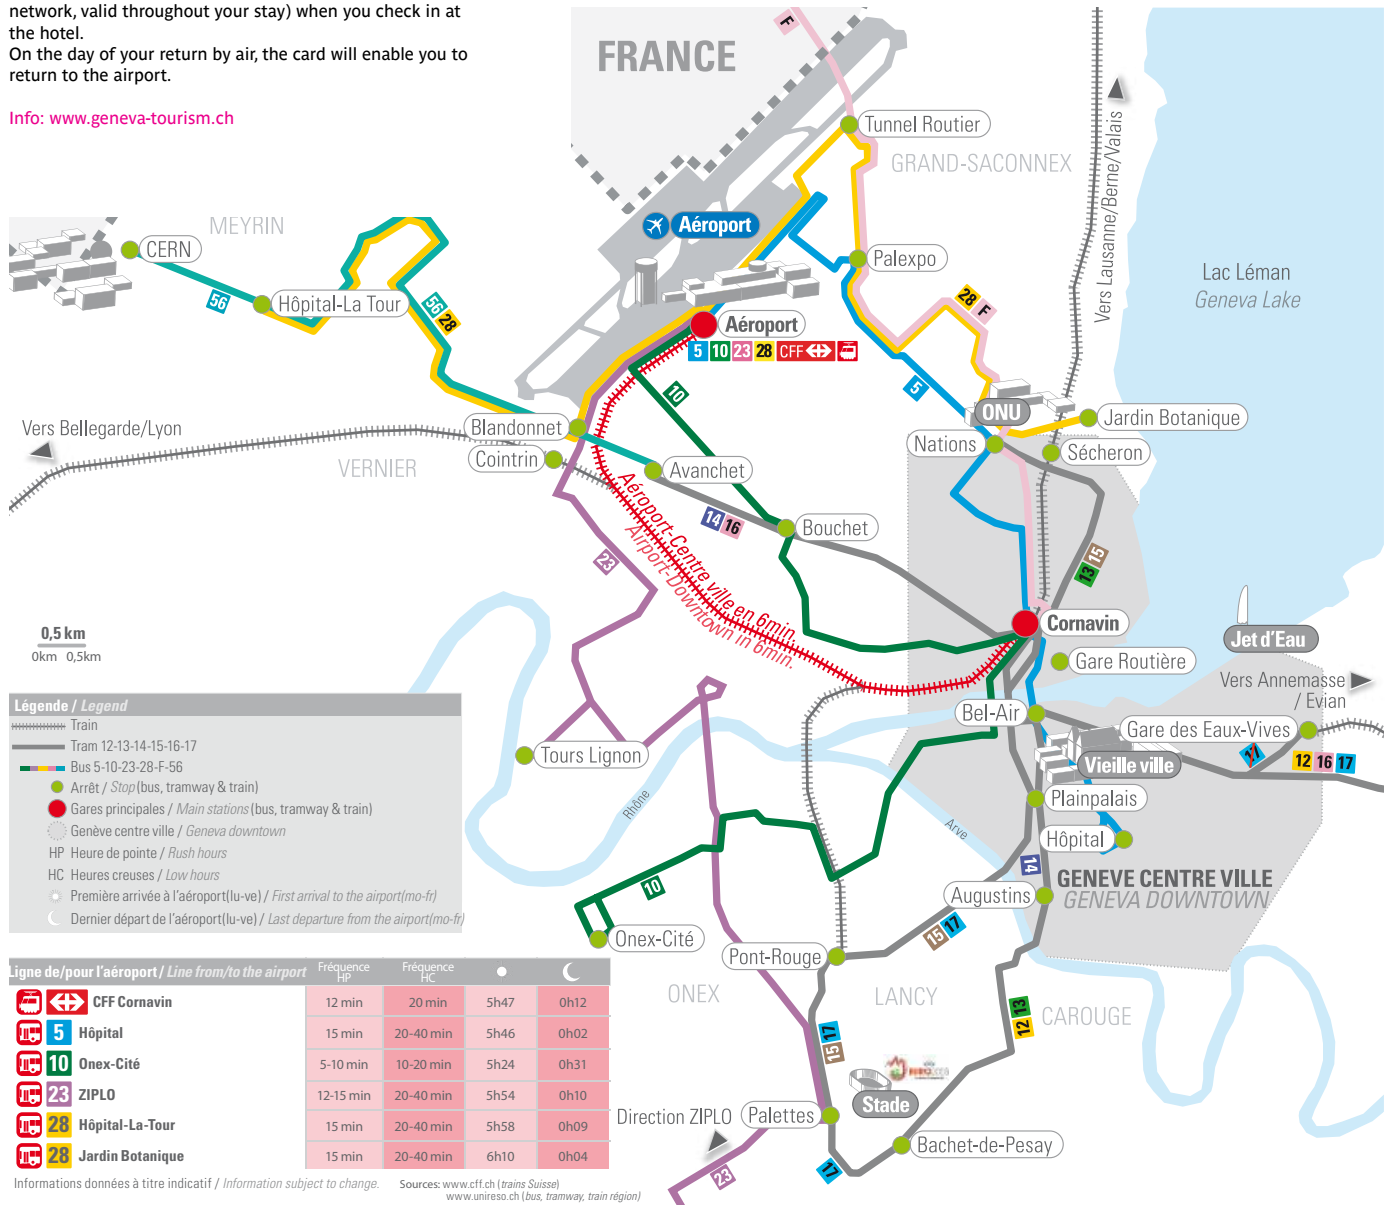 network, valid throughout your stay) when you check in at
the hotel.
On the day of your return by air, the card will enable you to
return to the airport.
Info: www.geneva-tourism.ch
FRANCE
F
Tunnel Routier
GRAND-SACONNEX
Vers Lausanne/Berne/Valais
MEYRIN
CERN
Aéroport
Palexpo
Lac Léman
Geneva Lake
56
Hôpital-La Tour
56 28
28 F
Aéroport
5 10 23 28 CFF
10
5
ONU
Jardin Botanique
Vers Bellegarde/Lyon
Blandonnet
Nations
Cointrin
Sécheron
VERNIER
Avanchet
14 16
Bouchet
23
Aéroport-Centre ville en 6min.
Airport-Downtown in 6min.
13 15
Cornavin
0,5 km
0km 0,5km
Jet d'Eau
Gare Routière
Vers Annemasse
/ Evian
Légende / Legend
Train
Tram 12-13-14-15-16-17
Bus 5-10-23-28-F-56
Arrêt / Stop (bus, tramway & train)
Gares principales / Main stations (bus, tramway & train)
Genève centre ville / Geneva downtown
HP Heure de pointe / Rush hours
HC Heures creuses / Low hours
Première arrivée à l'aéroport(lu-ve) / First arrival to the airport(mo-fr)
Dernier départ de l'aéroport(lu-ve) / Last departure from the airport(mo-fr)
Bel-Air
Gare des Eaux-Vives
Tours Lignon
17
12 16 17
Vieille ville
Rhône
Plainpalais
Arve
Hôpital
14
10
GENEVE CENTRE VILLE
GENEVA DOWNTOWN
Augustins
Onex-Cité
15 17
Pont-Rouge
ONEX
LANCY
13
12
CAROUGE
17
15
Stade
Direction ZIPLO
Palettes
Bachet-de-Pesay
17
23
Ligne de/pour l'aéroport / Line from/to the airport Fréquence HP Fréquence HC
CFF Cornavin 12 min 20 min 5h47 0h12
5 Hôpital 15 min 20-40 min 5h46 0h02
10 Onex-Cité 5-10 min 10-20 min 5h24 0h31
23 ZIPLO 12-15 min 20-40 min 5h54 0h10
28 Hôpital-La-Tour 15 min 20-40 min 5h58 0h09
28 Jardin Botanique 15 min 20-40 min 6h10 0h04
Informations données à titre indicatif / Information subject to change.
Sources: www.cff.ch (trains Suisse)
www.unireso.ch (bus, tramway, train région)